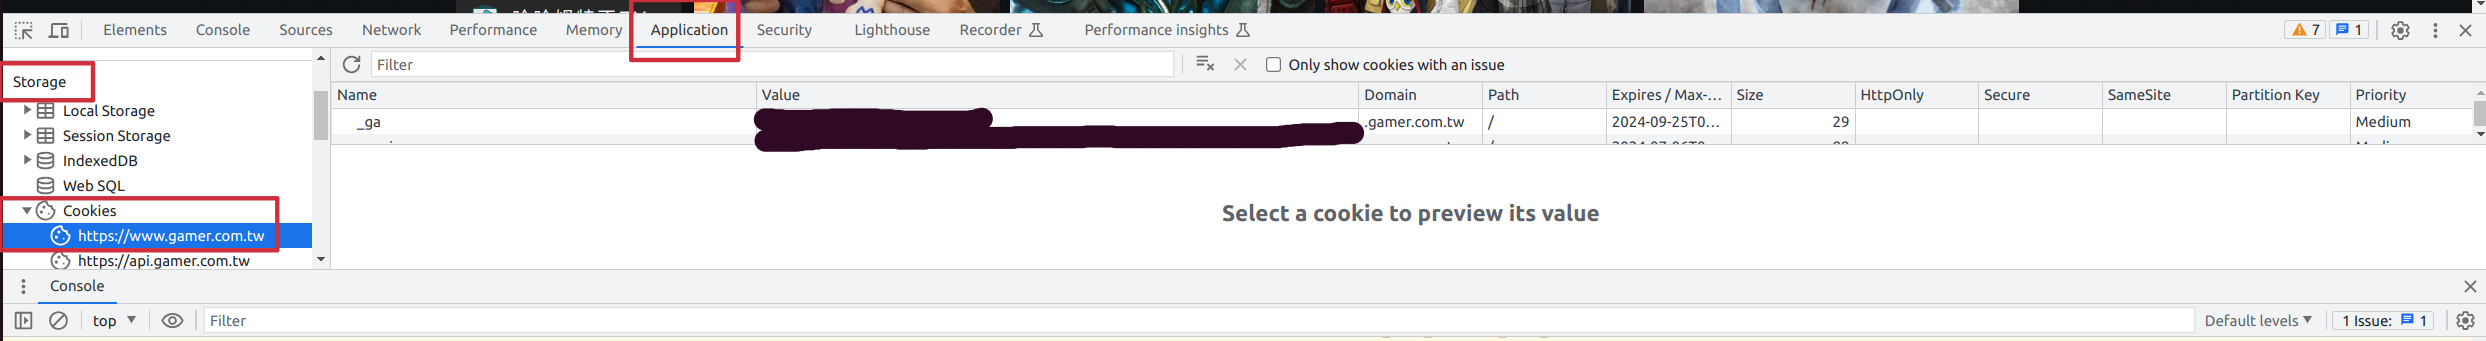 Elements Console Sources Network Performance Memory Application Security Lighthouse Recorder Performance insights 7 1
Storage
Filter Only show cookies with an issue
Name Value Domain Path Expires / Max-... Size HttpOnly Secure SameSite Partition Key Priority
Local Storage
_ga .gamer.com.tw / 2024-09-25T0... 29 Medium
Session Storage
IndexedDB
Web SQL
Cookies
Select a cookie to preview its value
https://www.gamer.com.tw
https://api.gamer.com.tw
Console
top Filter Default levels 1 Issue: 1